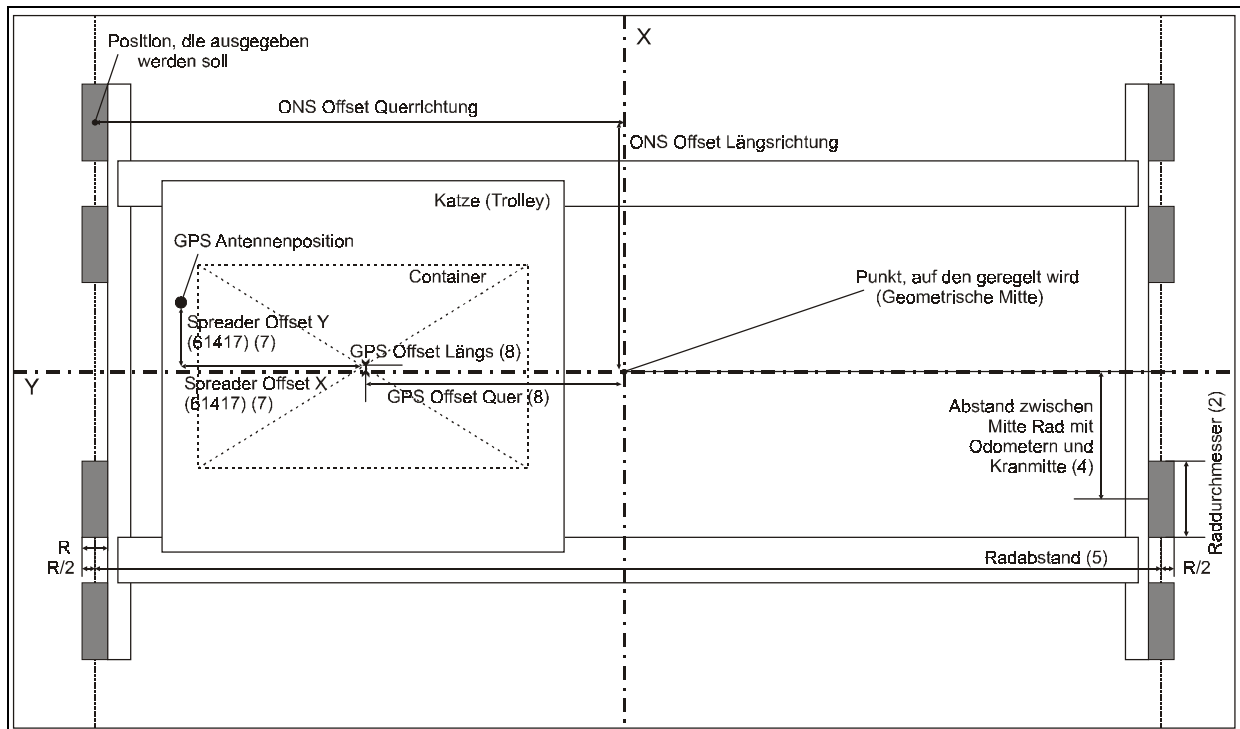 Position, die ausgegeben
werden soll
X
ONS Offset Querrichtung
ONS Offset Längsrichtung
Katze (Trolley)
GPS Antennenposition
Container
Punkt, auf den geregelt wird
(Geometrische Mitte)
Spreader Offset Y
(61417) (7)
GPS Offset Längs (8)
Y
Spreader Offset X
(61417) (7)
GPS Offset Quer (8)
Abstand zwischen
Mitte Rad mit
Odometern und
Kranmitte (4)
Raddurchmesser (2)
R
R/2
Radabstand (5)
R/2